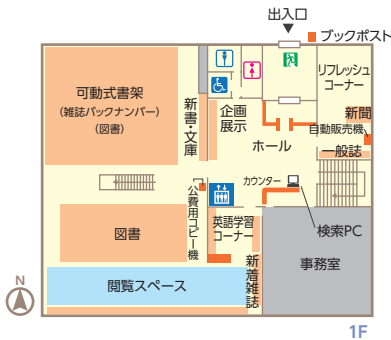 出入口
ブックポスト
リフレッシュ
コーナー
可動式書架
(雑誌バックナンバー)
(図書)
新書・文庫
企画
展示
新聞
自動販売機
ホール
一般誌
カウンター
公費用コピー機
検索PC
図書
英語学習
コーナー
事務室
新着雑誌
閲覧スペース
N
1F